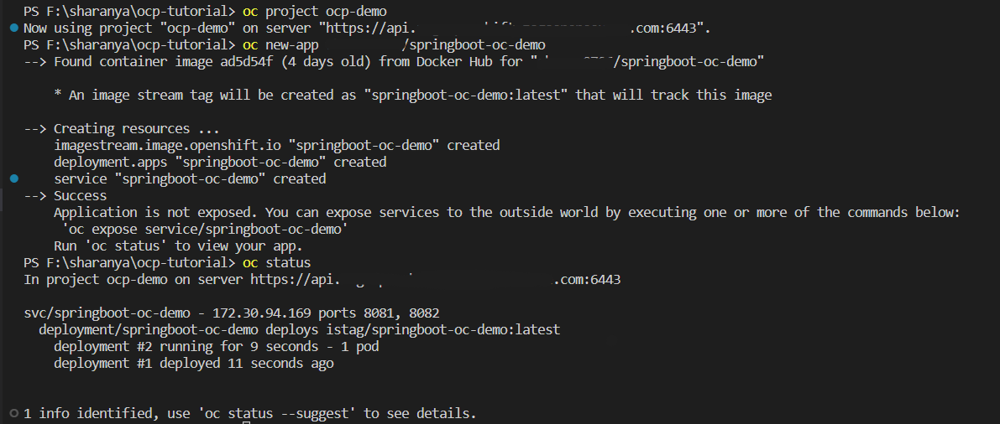 PS F:\sharanya\ocp-tutorial> oc project ocp-demo
Now using project "ocp-demo" on server "https://api. .com:6443".
PS F:\sharanya\ocp-tutorial> oc new-app /springboot-oc-demo
--> Found container image ad5d54f (4 days old) from Docker Hub for " /springboot-oc-demo"
* An image stream tag will be created as "springboot-oc-demo:latest" that will track this image
--> Creating resources ...
imagestream.image.openshift.io "springboot-oc-demo" created
deployment.apps "springboot-oc-demo" created
service "springboot-oc-demo" created
--> Success
Application is not exposed. You can expose services to the outside world by executing one or more of the commands below:
'oc expose service/springboot-oc-demo'
Run 'oc status' to view your app.
PS F:\sharanya\ocp-tutorial> oc status
In project ocp-demo on server https://api. .com:6443
svc/springboot-oc-demo - 172.30.94.169 ports 8081, 8082
deployment/springboot-oc-demo deploys istag/springboot-oc-demo:latest
deployment #2 running for 9 seconds - 1 pod
deployment #1 deployed 11 seconds ago
1 info identified, use 'oc status --suggest' to see details.